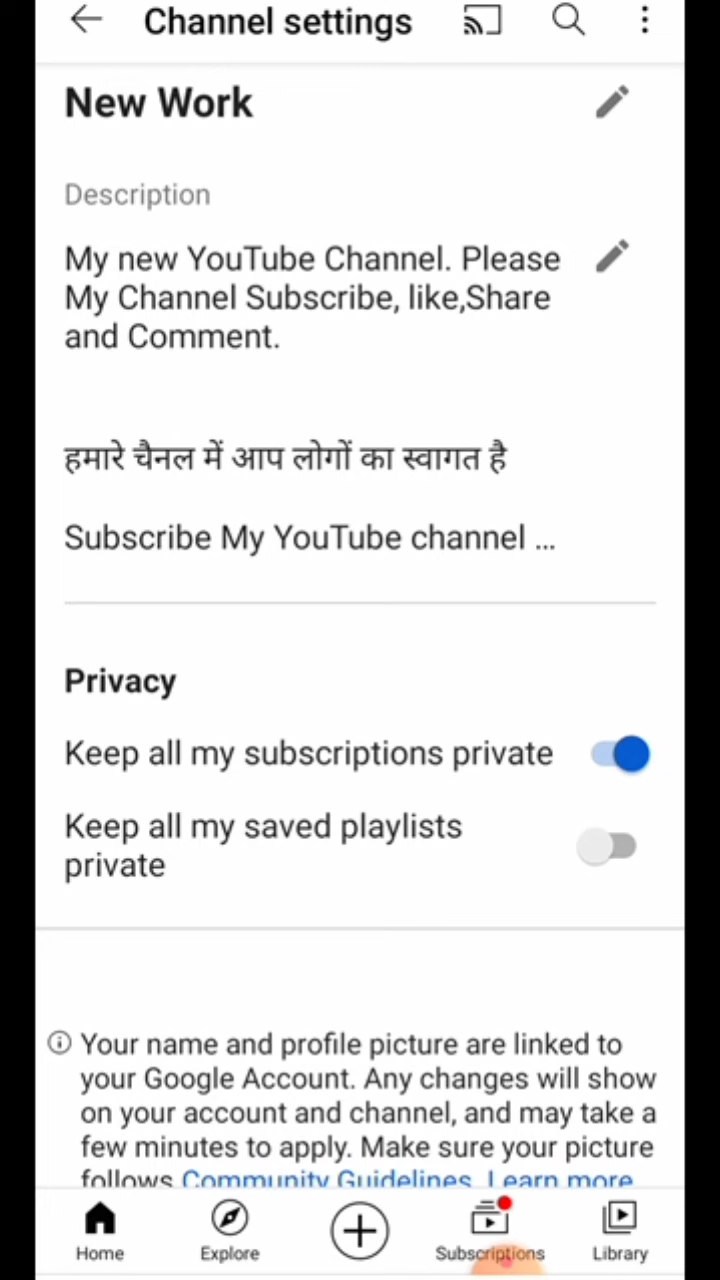 Channel settings
New Work
Description
My new YouTube Channel. Please
My Channel Subscribe, like,Share
and Comment.
हमारे चैनल में आप लोगों का स्वागत है
Subscribe My YouTube channel ...
Privacy
Keep all my subscriptions private
Keep all my saved playlists
private
Your name and profile picture are linked to
your Google Account. Any changes will show
on your account and channel, and may take a
few minutes to apply. Make sure your picture
follows Community Guidelines. Learn more
Home Explore Subscriptions Library